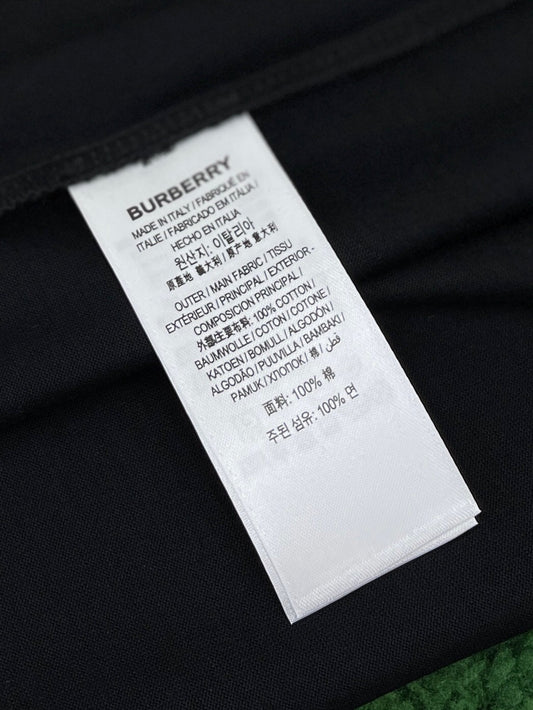 BURBERRY
MADE IN ITALY / FABRIQUÉ EN
ITALIE / FABRICADO EM ITÁLIA /
HECHO EN ITALIA
원산지: 이탈리아
原産地 義大利 / 原产地 意大利
OUTER / MAIN FABRIC / TISSU
EXTÉRIEUR / PRINCIPAL / EXTERIOR -
COMPOSICION PRINCIPAL /
外層主要布料: 100% COTTON /
BAUMWOLLE / COTON / COTONE /
KATOEN / BOMULL / ALGODÓN /
ALGODÃO / PUUVILLA / BAMBAKI /
PAMUK / ХЛОПОК / 棉 / قطن
面料: 100% 棉
주된 섬유: 100% 면